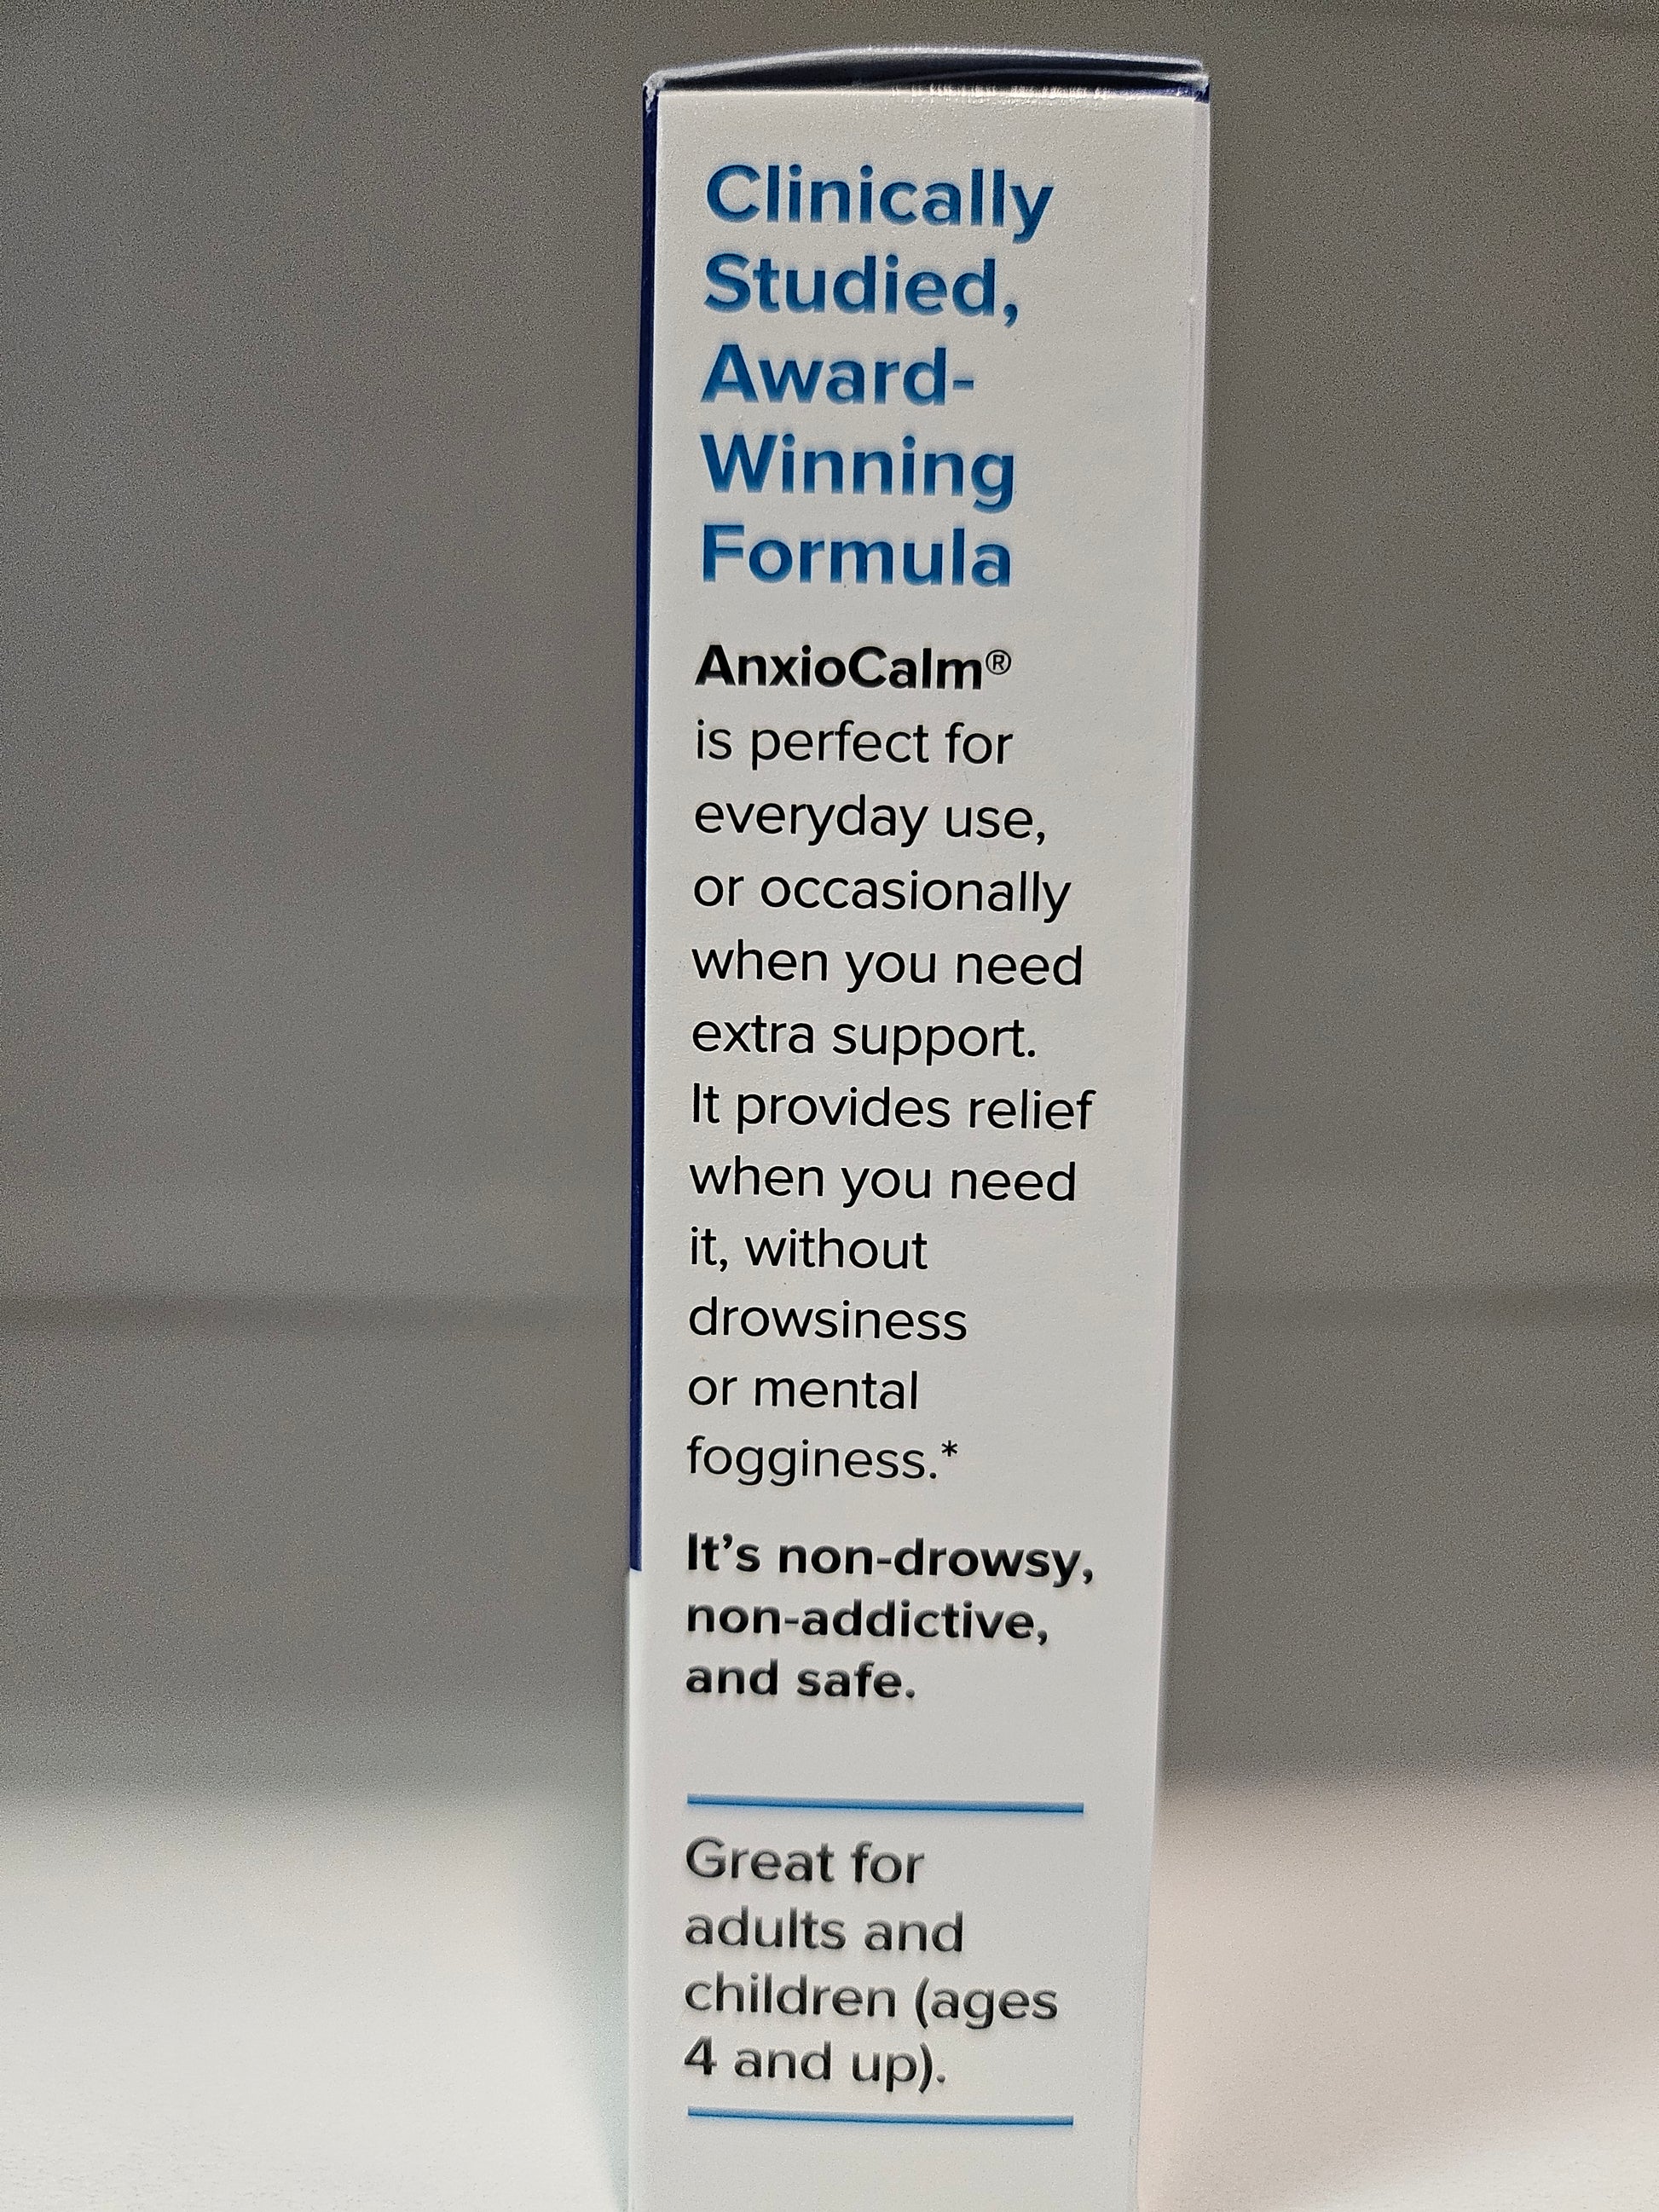 Clinically
Studied,
Award-
Winning
Formula
AnxioCalm®
is perfect for
everyday use,
or occasionally
when you need
extra support.
It provides relief
when you need
it, without
drowsiness
or mental
fogginess.*
It’s non-drowsy,
non-addictive,
and safe.
Great for
adults and
children (ages
4 and up).